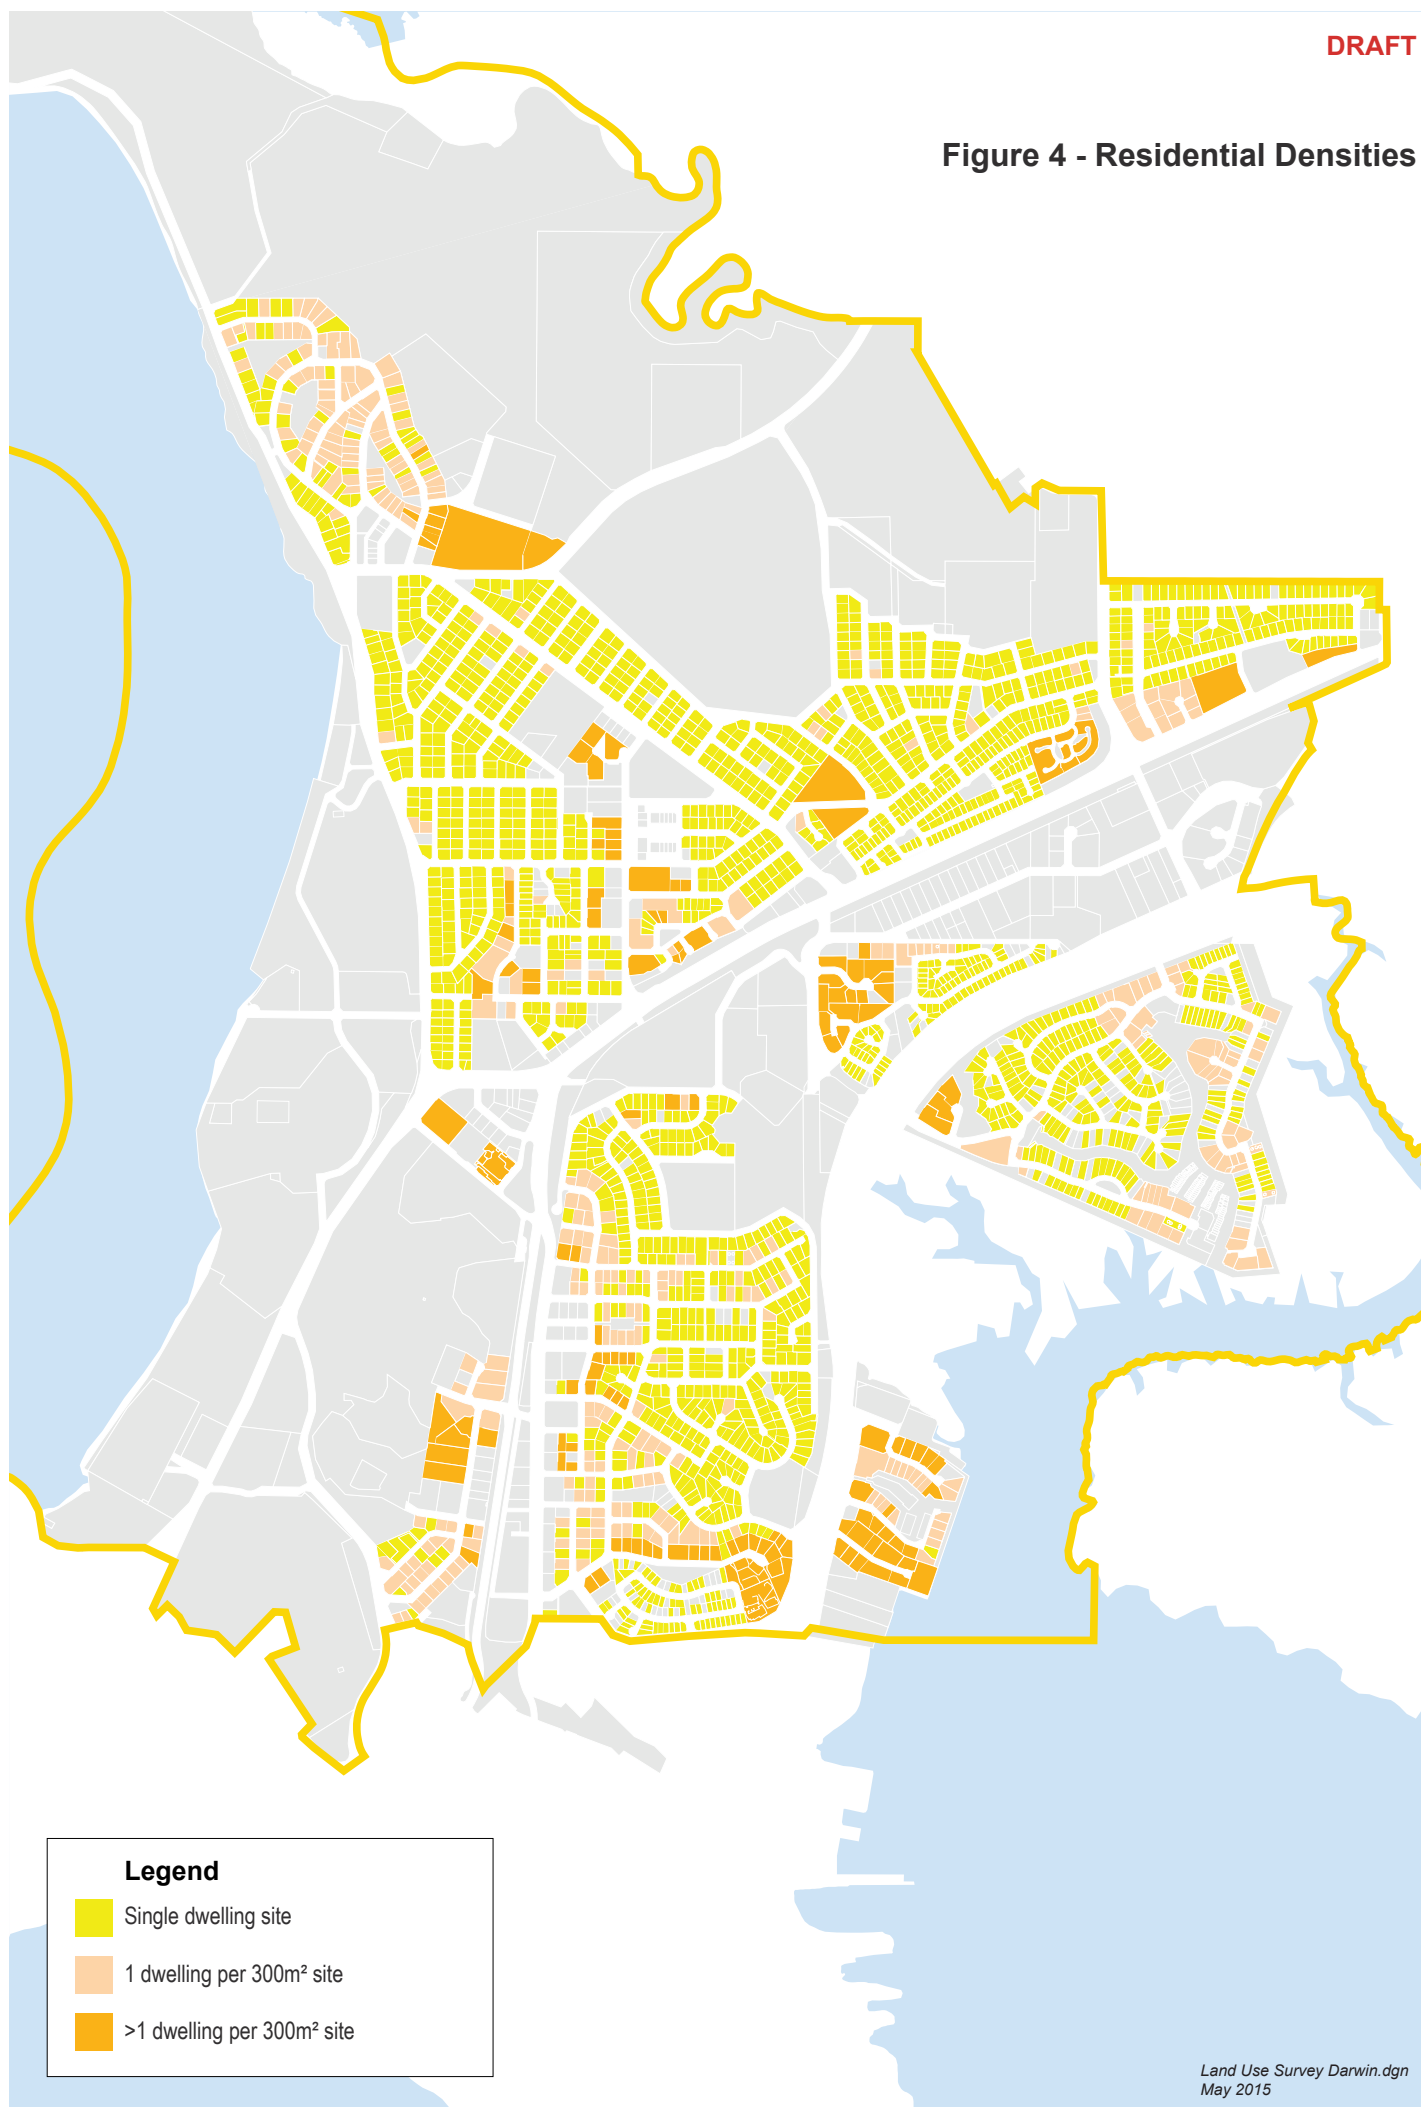 DRAFT
Figure 4 - Residential Densities
Legend
Single dwelling site
1 dwelling per 300m² site
>1 dwelling per 300m² site
Land Use Survey Darwin.dgn
May 2015